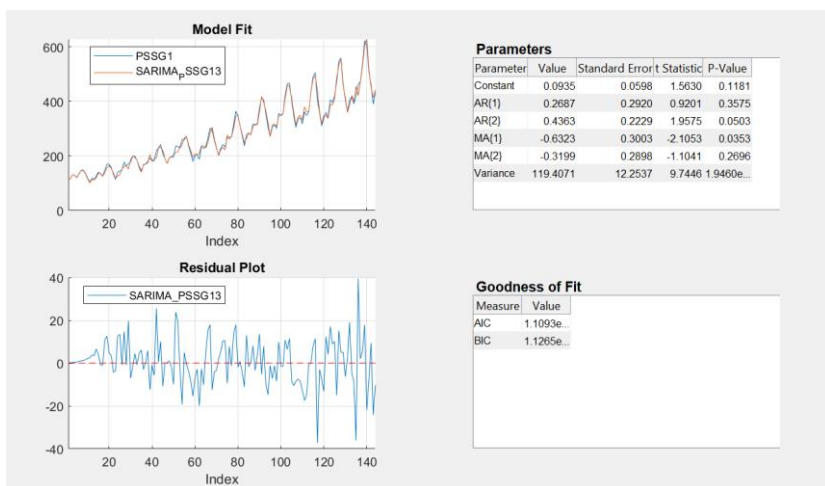 Model Fit
PSSG1
SARIMA_PSSG13
600
400
200
0
20 40 60 80 100 120 140
Index
Parameters
Parameter Value Standard Error t Statistic P-Value
Constant 0.0935 0.0598 1.5630 0.1181
AR{1} 0.2687 0.2920 0.9201 0.3575
AR{2} 0.4363 0.2229 1.9575 0.0503
MA{1} -0.6323 0.3003 -2.1053 0.0353
MA{2} -0.3199 0.2898 -1.1041 0.2696
Variance 119.4071 12.2537 9.7446 1.9460e...
Residual Plot
SARIMA_PSSG13
40
20
0
-20
-40
20 40 60 80 100 120 140
Index
Goodness of Fit
Measure Value
AIC 1.1093e...
BIC 1.1265e...